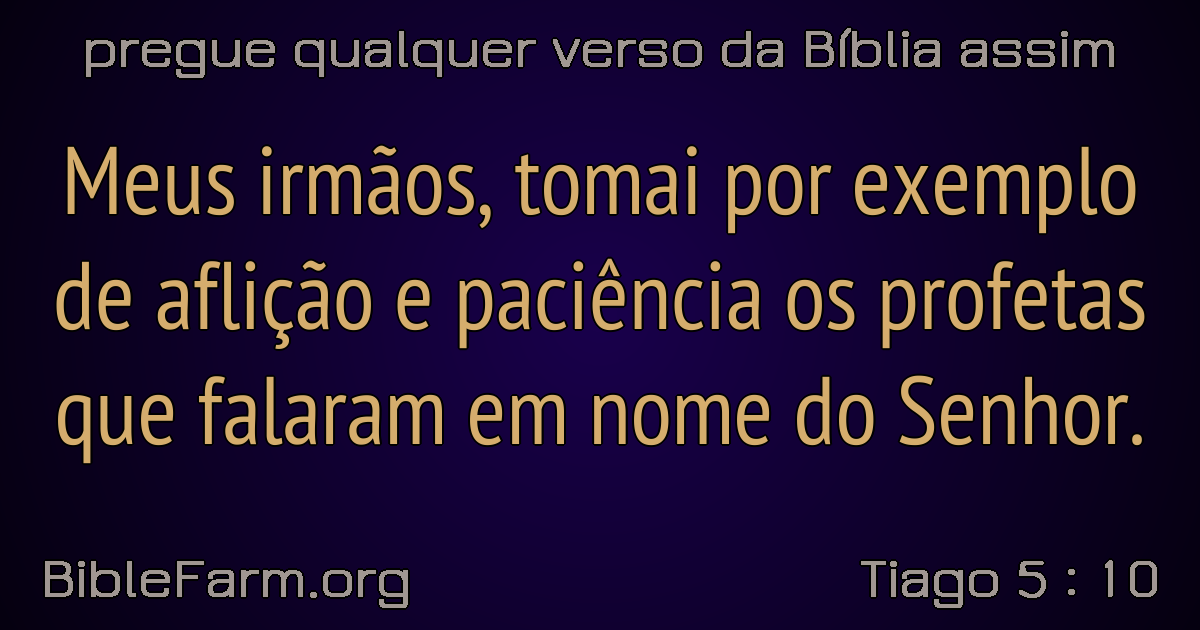 pregue qualquer verso da Bíblia assim
Meus irmãos, tomai por exemplo
de aflição e paciência os profetas
que falaram em nome do Senhor.
BibleFarm.org
Tiago 5 : 10